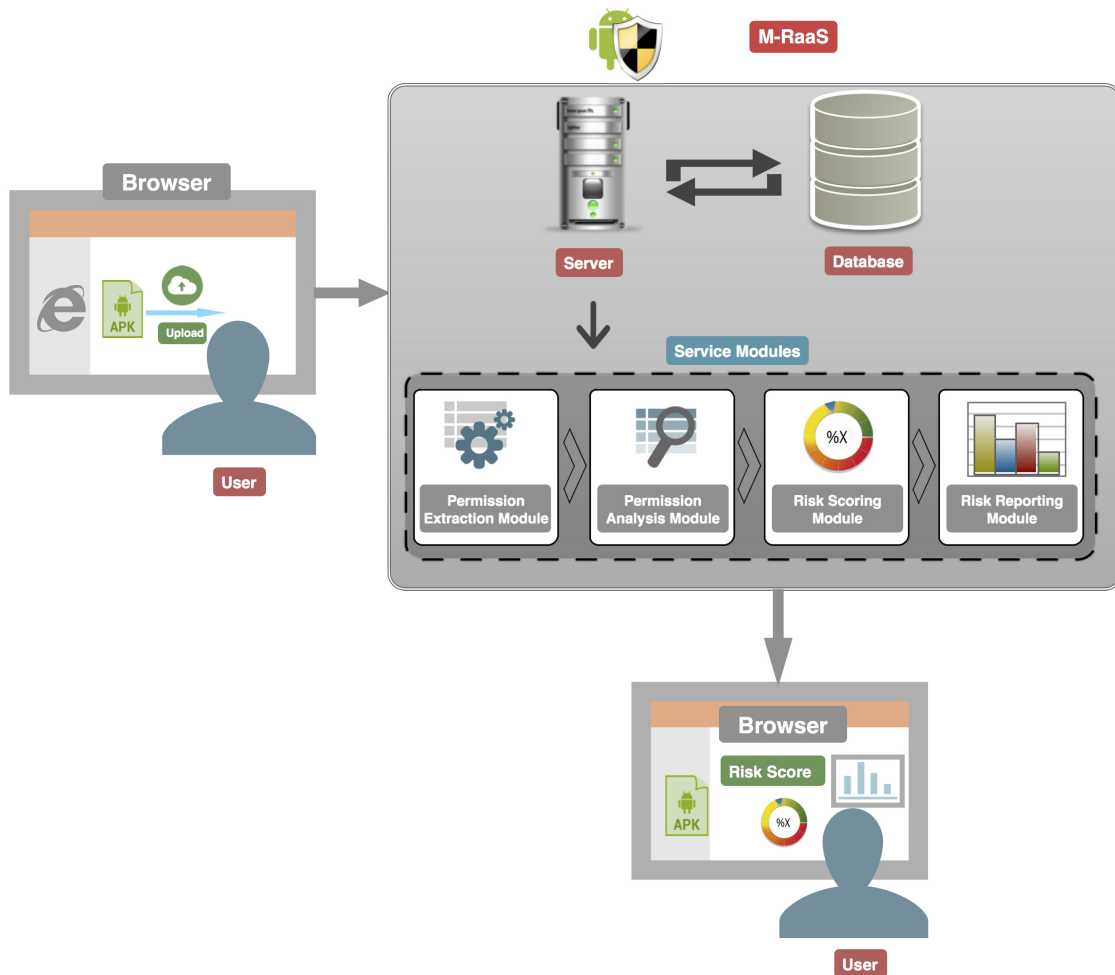 M-RaaS
Browser
APK
Upload
User
Server
Database
Service Modules
Permission
Extraction Module
Permission
Analysis Module
%X
Risk Scoring
Module
Risk Reporting
Module
Browser
Risk Score
APK
%X
User